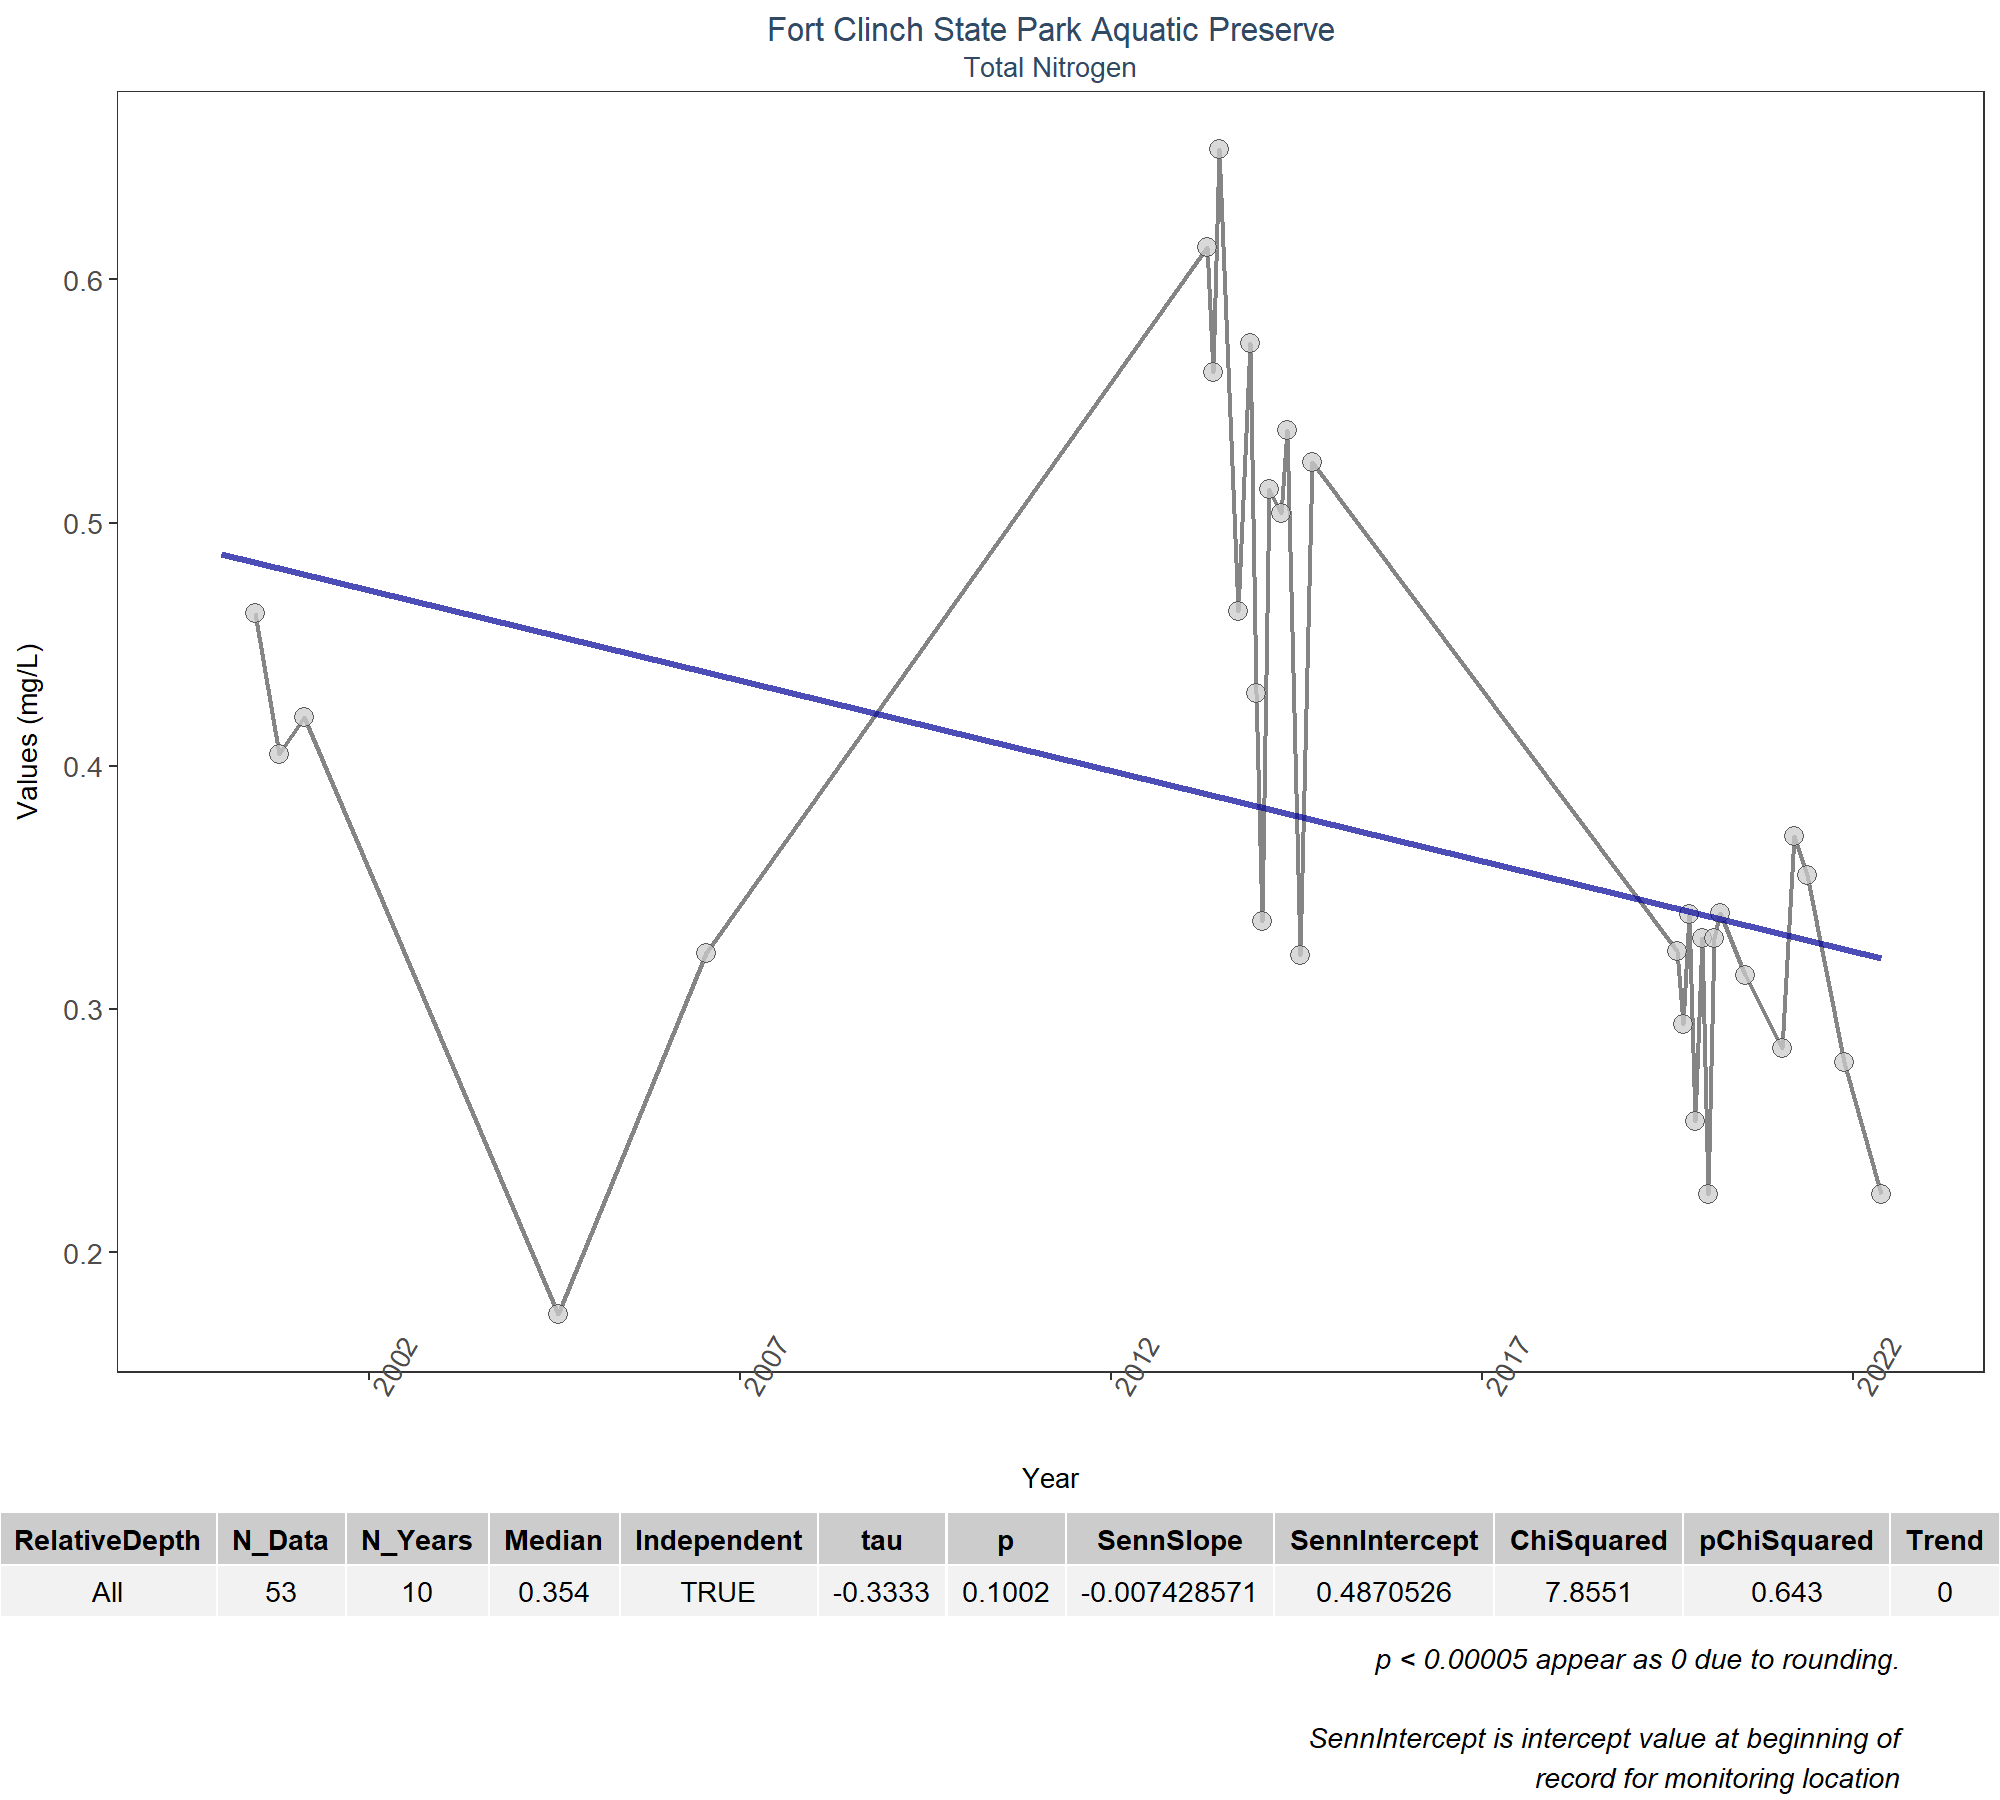 Fort Clinch State Park Aquatic Preserve
Total Nitrogen
Values (mg/L)
0.6
0.5
0.4
0.3
0.2
2002 2007 2012 2017 2022
Year
RelativeDepth N_Data N_Years Median Independent tau p SennSlope SennIntercept ChiSquared pChiSquared Trend
All 53 10 0.354 TRUE -0.3333 0.1002 -0.007428571 0.4870526 7.8551 0.643 0
p < 0.00005 appear as 0 due to rounding.
SennIntercept is intercept value at beginning of
record for monitoring location